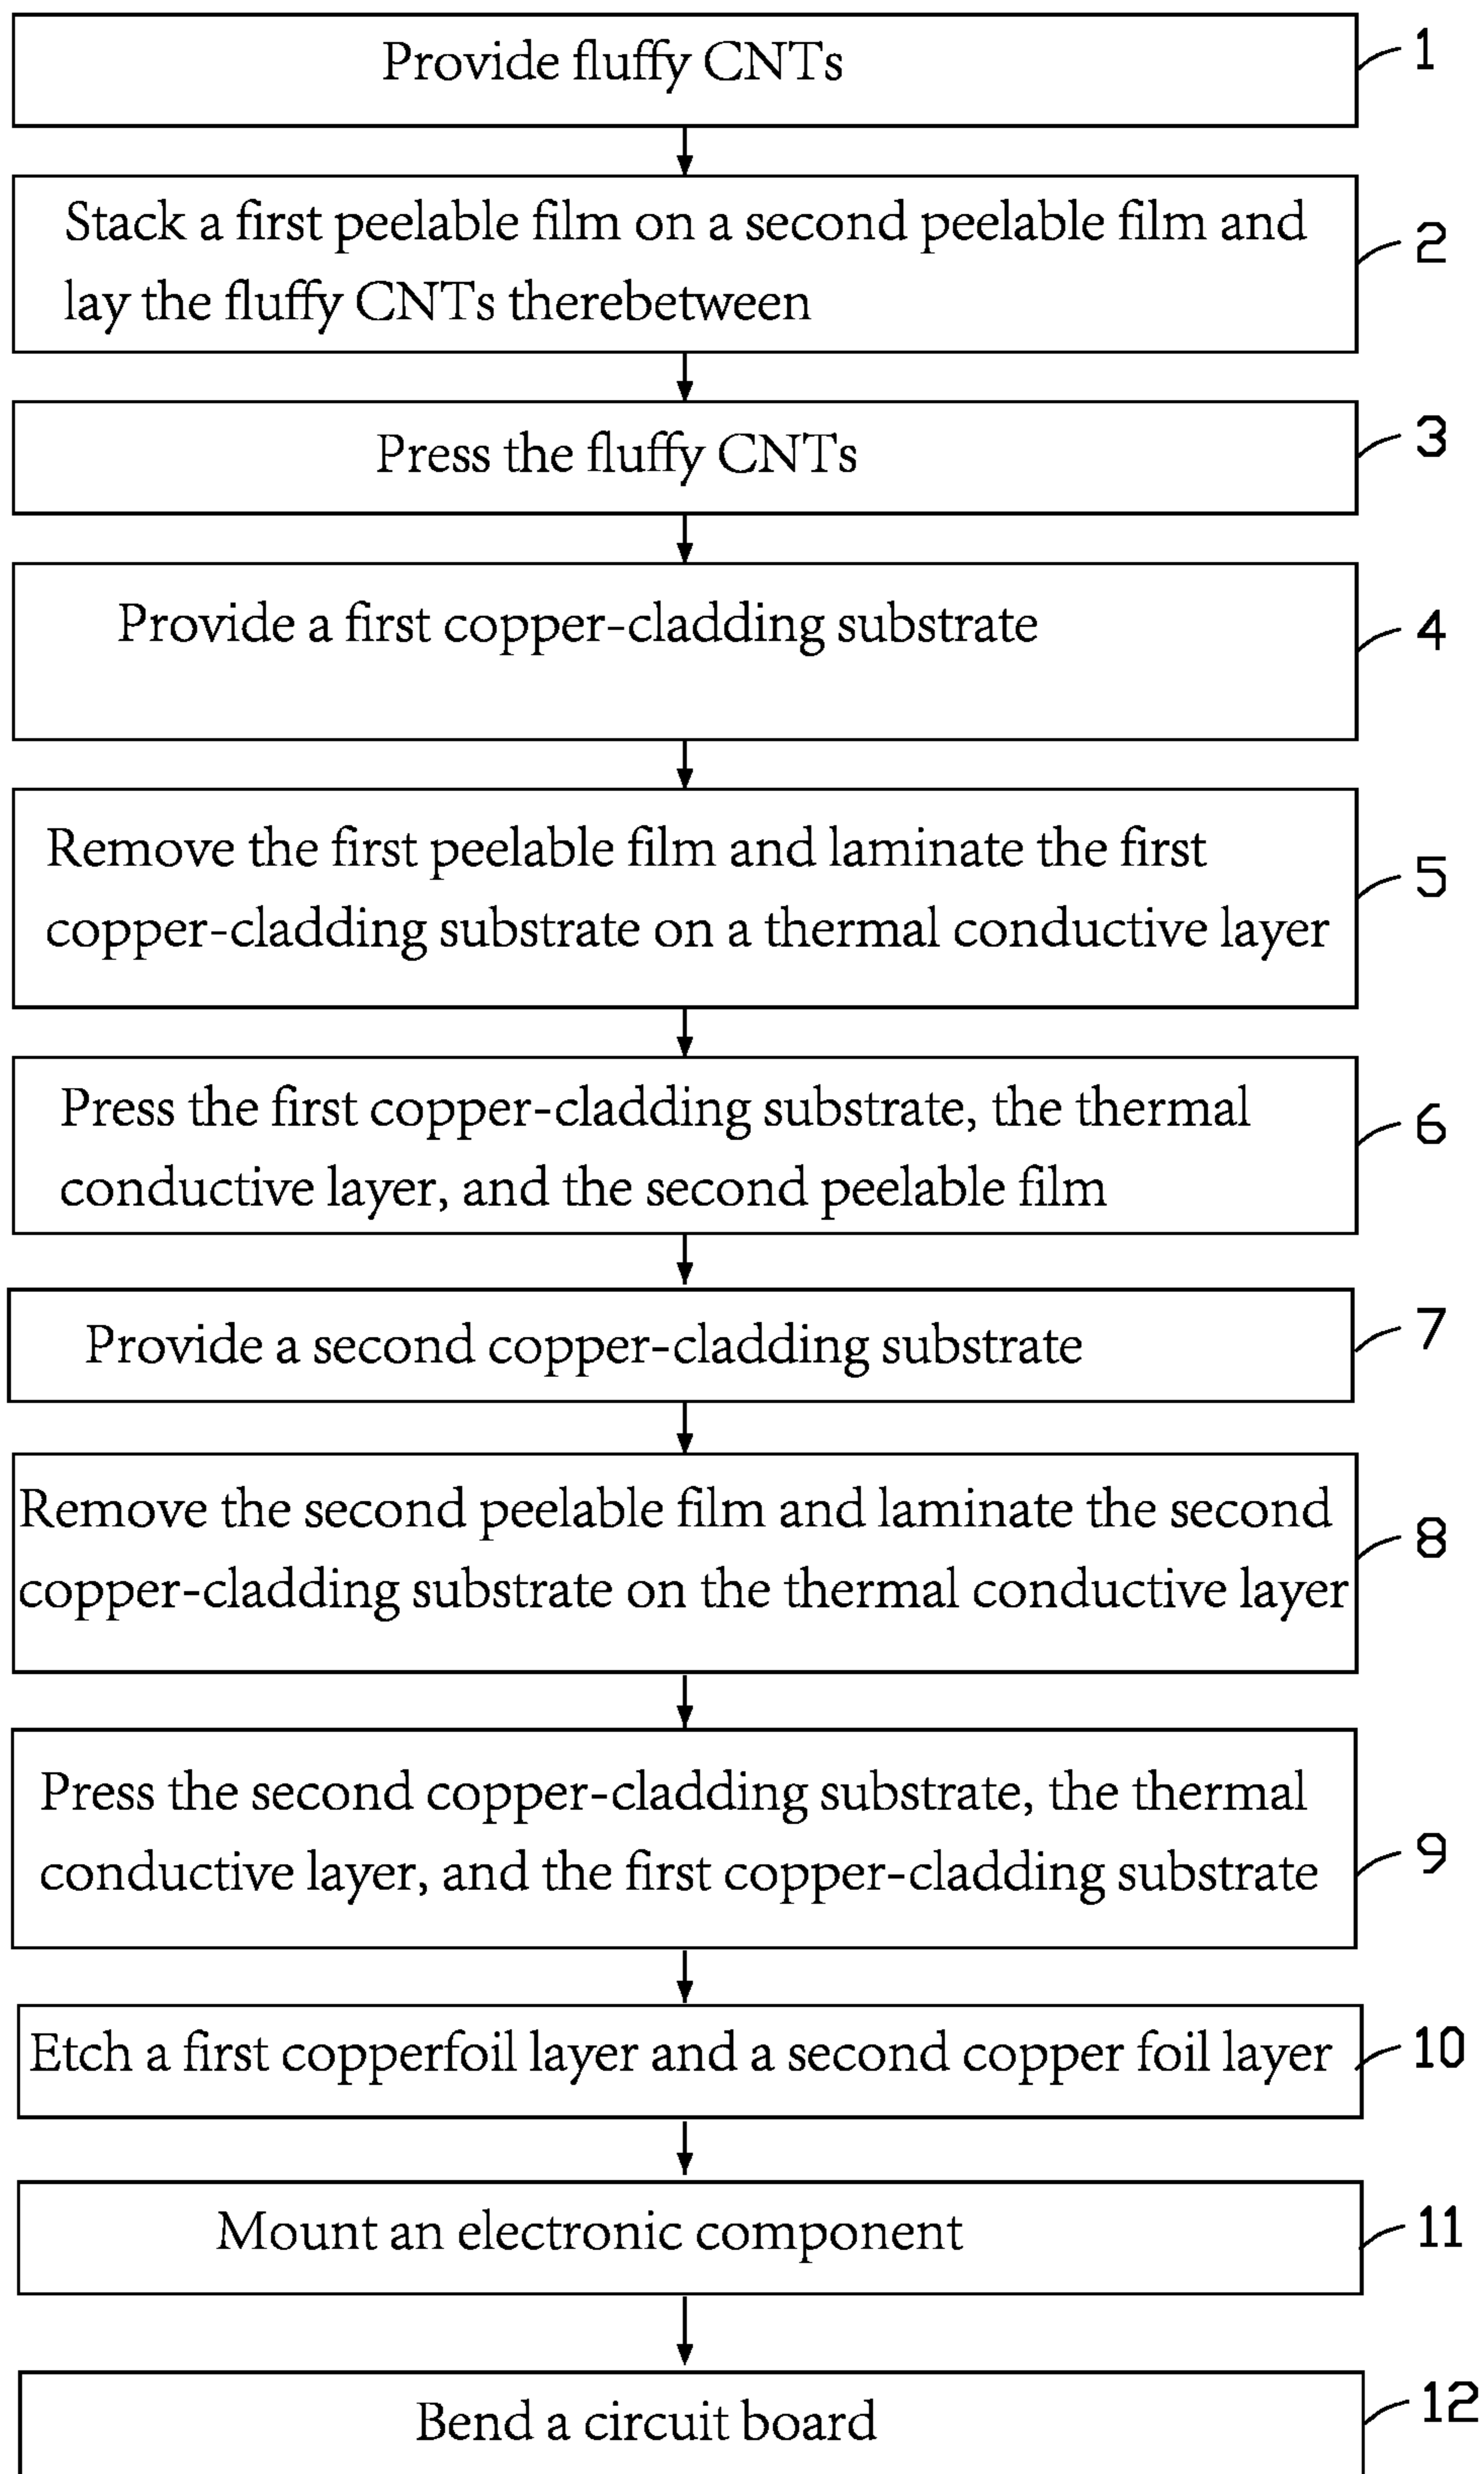 Provide fluffy CNTs
1
Stack a first peelable film on a second peelable film and
lay the fluffy CNTs therebetween
2
Press the fluffy CNTs
3
Provide a first copper-cladding substrate
4
Remove the first peelable film and laminate the first
copper-cladding substrate on a thermal conductive layer
5
Press the first copper-cladding substrate, the thermal
conductive layer, and the second peelable film
6
Provide a second copper-cladding substrate
7
Remove the second peelable film and laminate the second
copper-cladding substrate on the thermal conductive layer
8
Press the second copper-cladding substrate, the thermal
conductive layer, and the first copper-cladding substrate
9
Etch a first copperfoil layer and a second copper foil layer
10
Mount an electronic component
11
Bend a circuit board
12